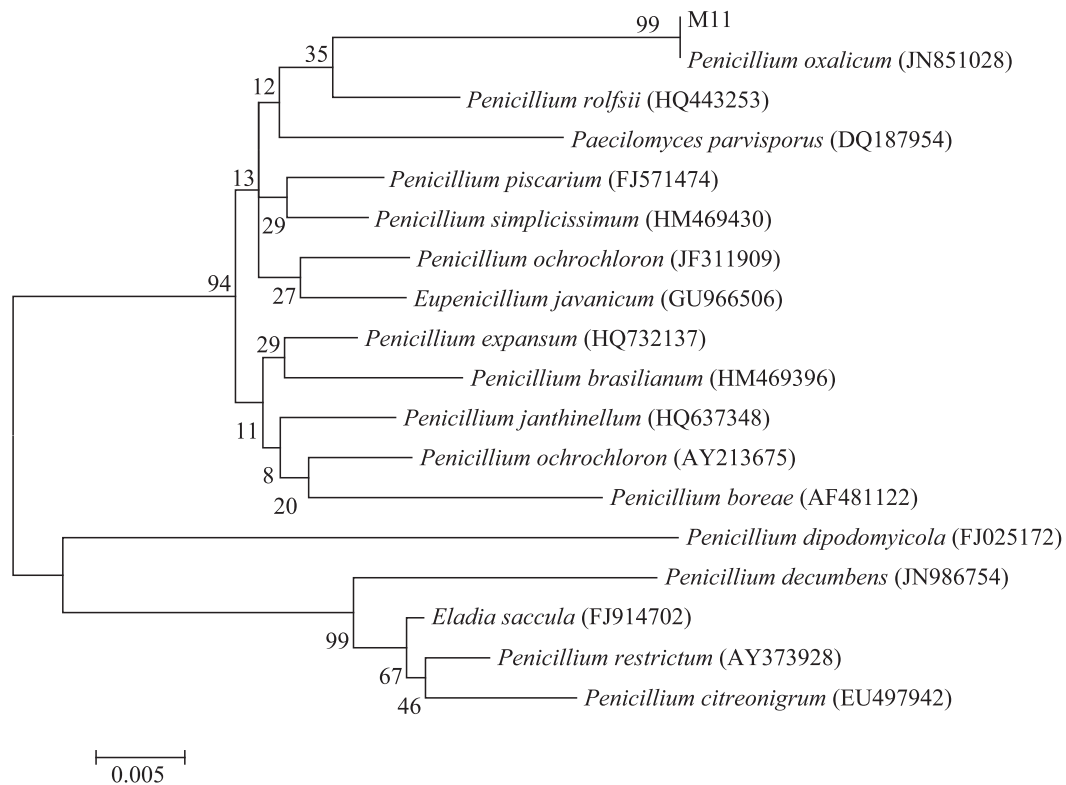 99
M11
35
Penicillium oxalicum (JN851028)
12
Penicillium rolfsii (HQ443253)
Paecilomyces parvisporus (DQ187954)
13
Penicillium piscarium (FJ571474)
29
Penicillium simplicissimum (HM469430)
Penicillium ochrochloron (JF311909)
94
27
Eupenicillium javanicum (GU966506)
29
Penicillium expansum (HQ732137)
Penicillium brasilianum (HM469396)
11
Penicillium janthinellum (HQ637348)
8
Penicillium ochrochloron (AY213675)
20
Penicillium boreae (AF481122)
Penicillium dipodomyicola (FJ025172)
Penicillium decumbens (JN986754)
99
Eladia saccula (FJ914702)
67
Penicillium restrictum (AY373928)
46
Penicillium citreonigrum (EU497942)
0.005